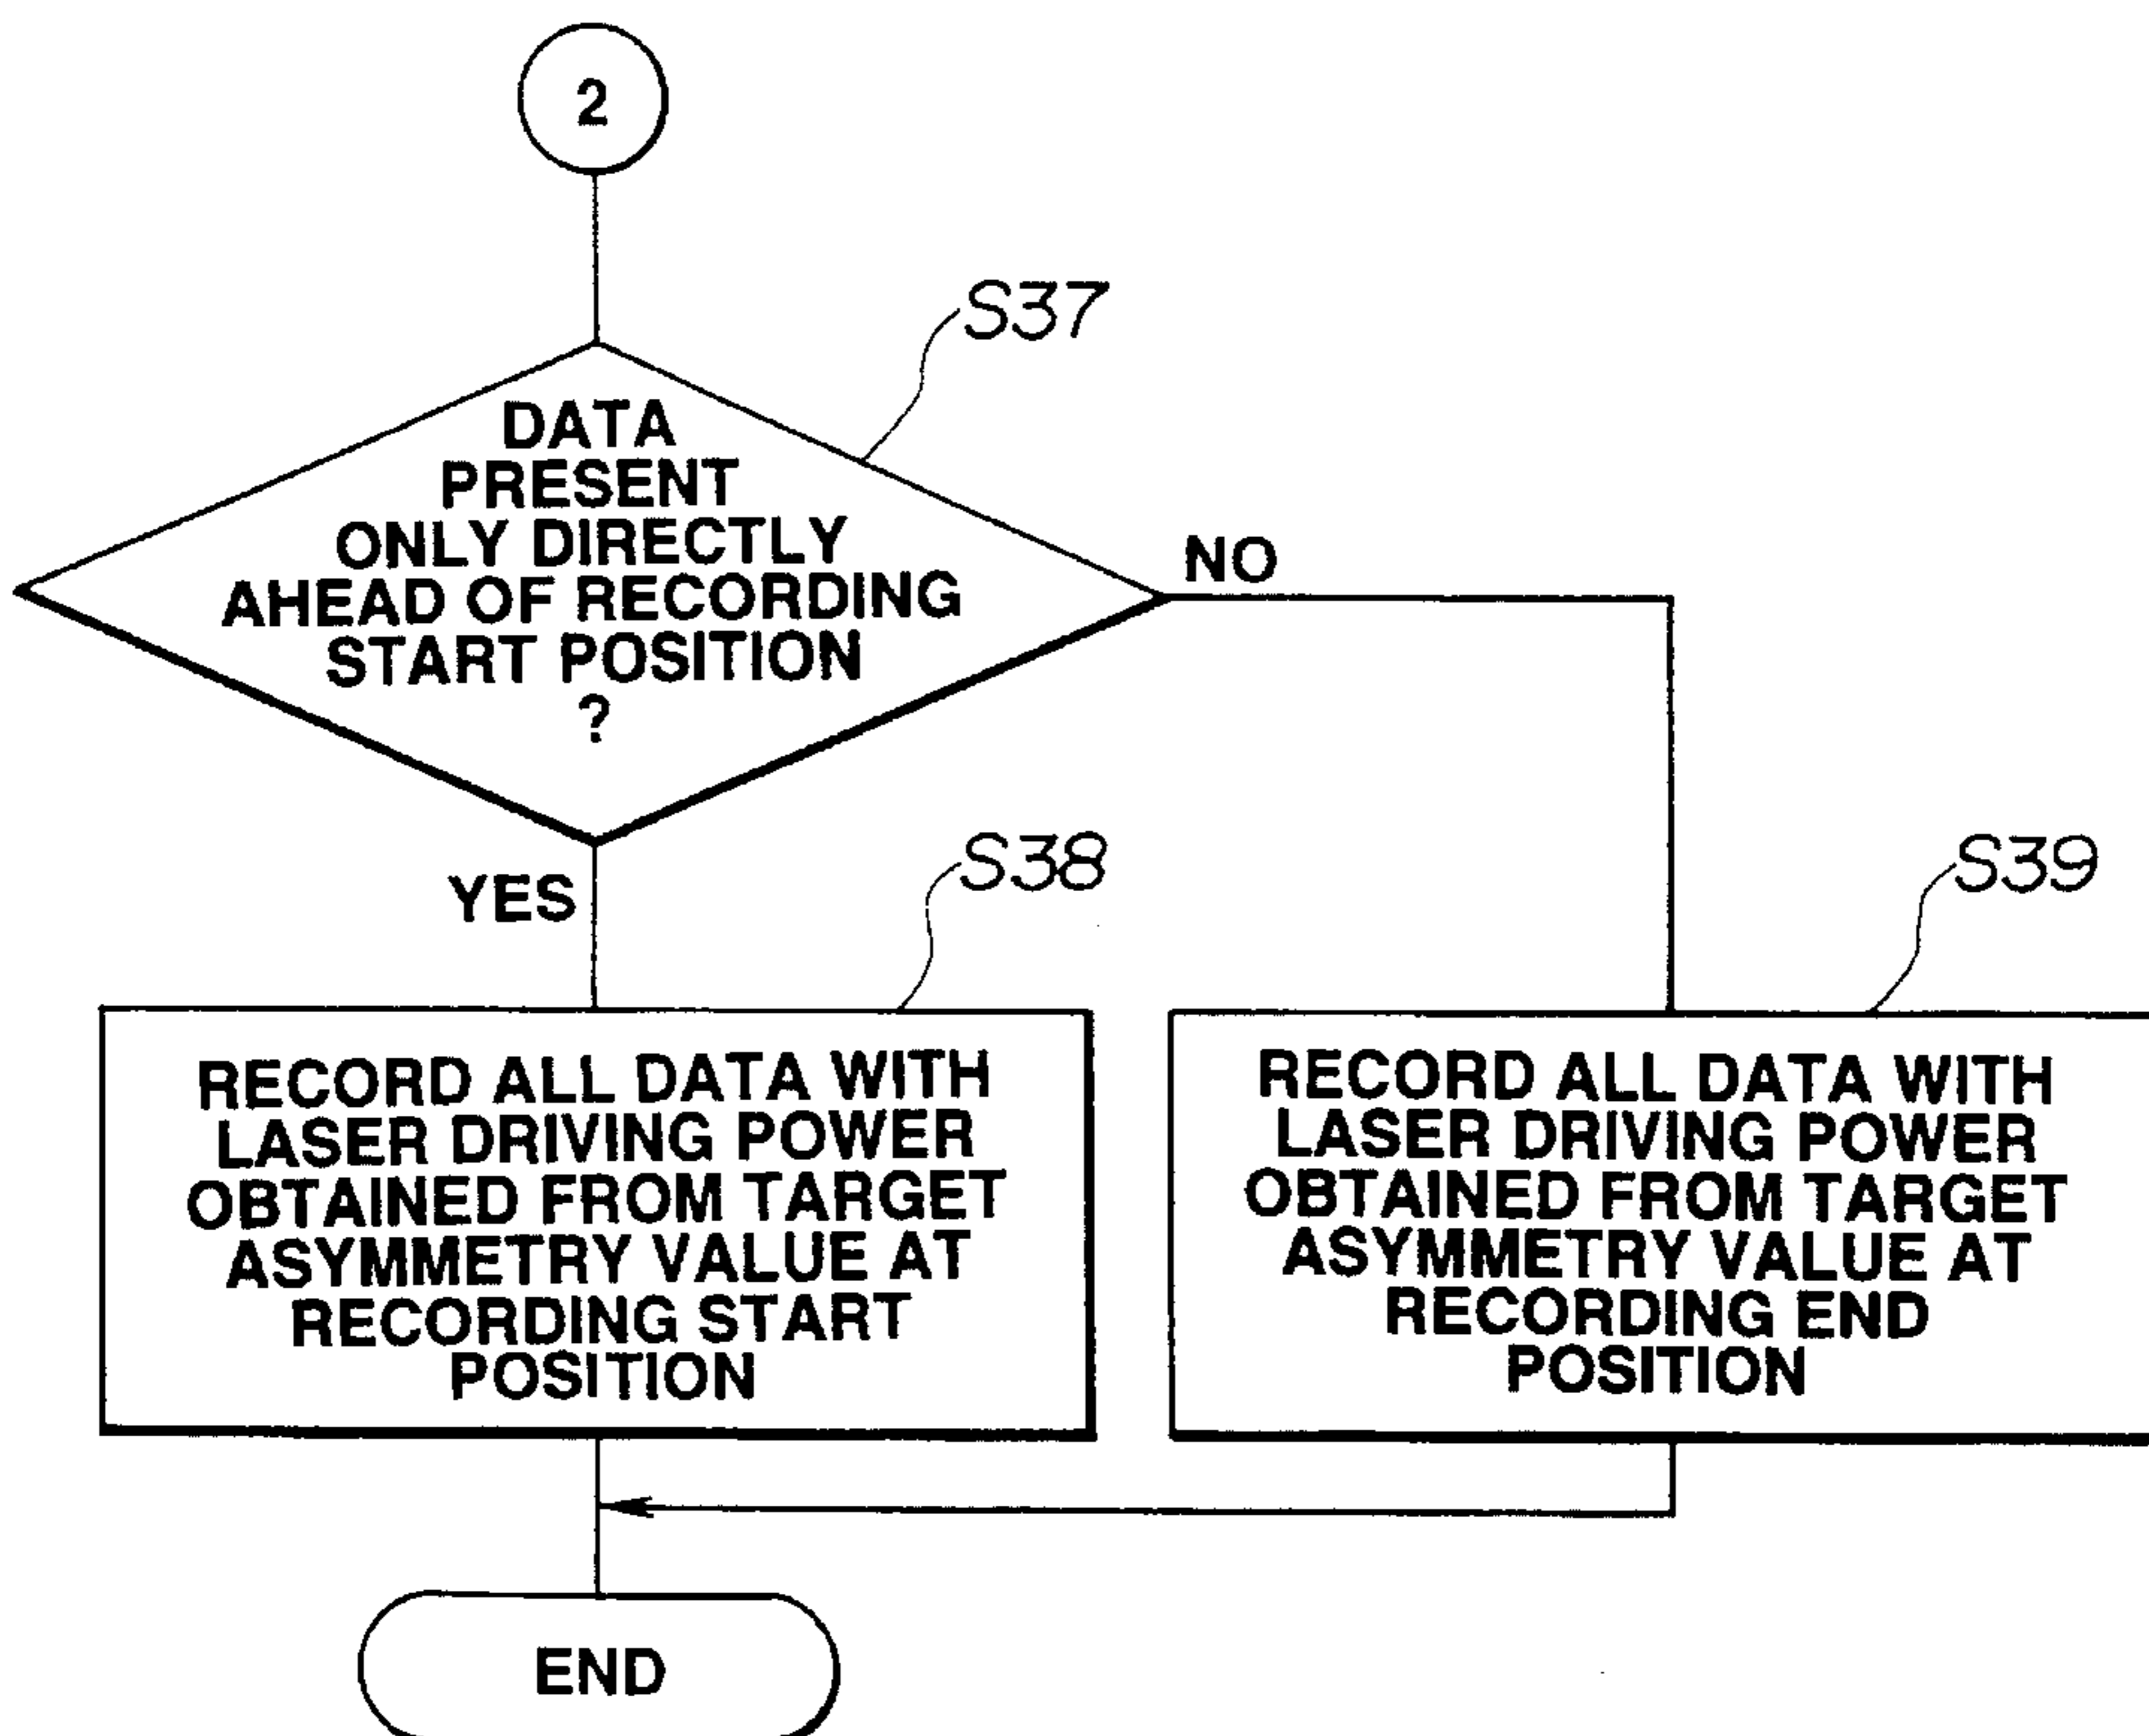 2
S37
DATA
PRESENT
ONLY DIRECTLY
AHEAD OF RECORDING
START POSITION
?
NO
YES
S38
S39
RECORD ALL DATA WITH
LASER DRIVING POWER
OBTAINED FROM TARGET
ASYMMETRY VALUE AT
RECORDING START
POSITION
RECORD ALL DATA WITH
LASER DRIVING POWER
OBTAINED FROM TARGET
ASYMMETRY VALUE AT
RECORDING END
POSITION
END